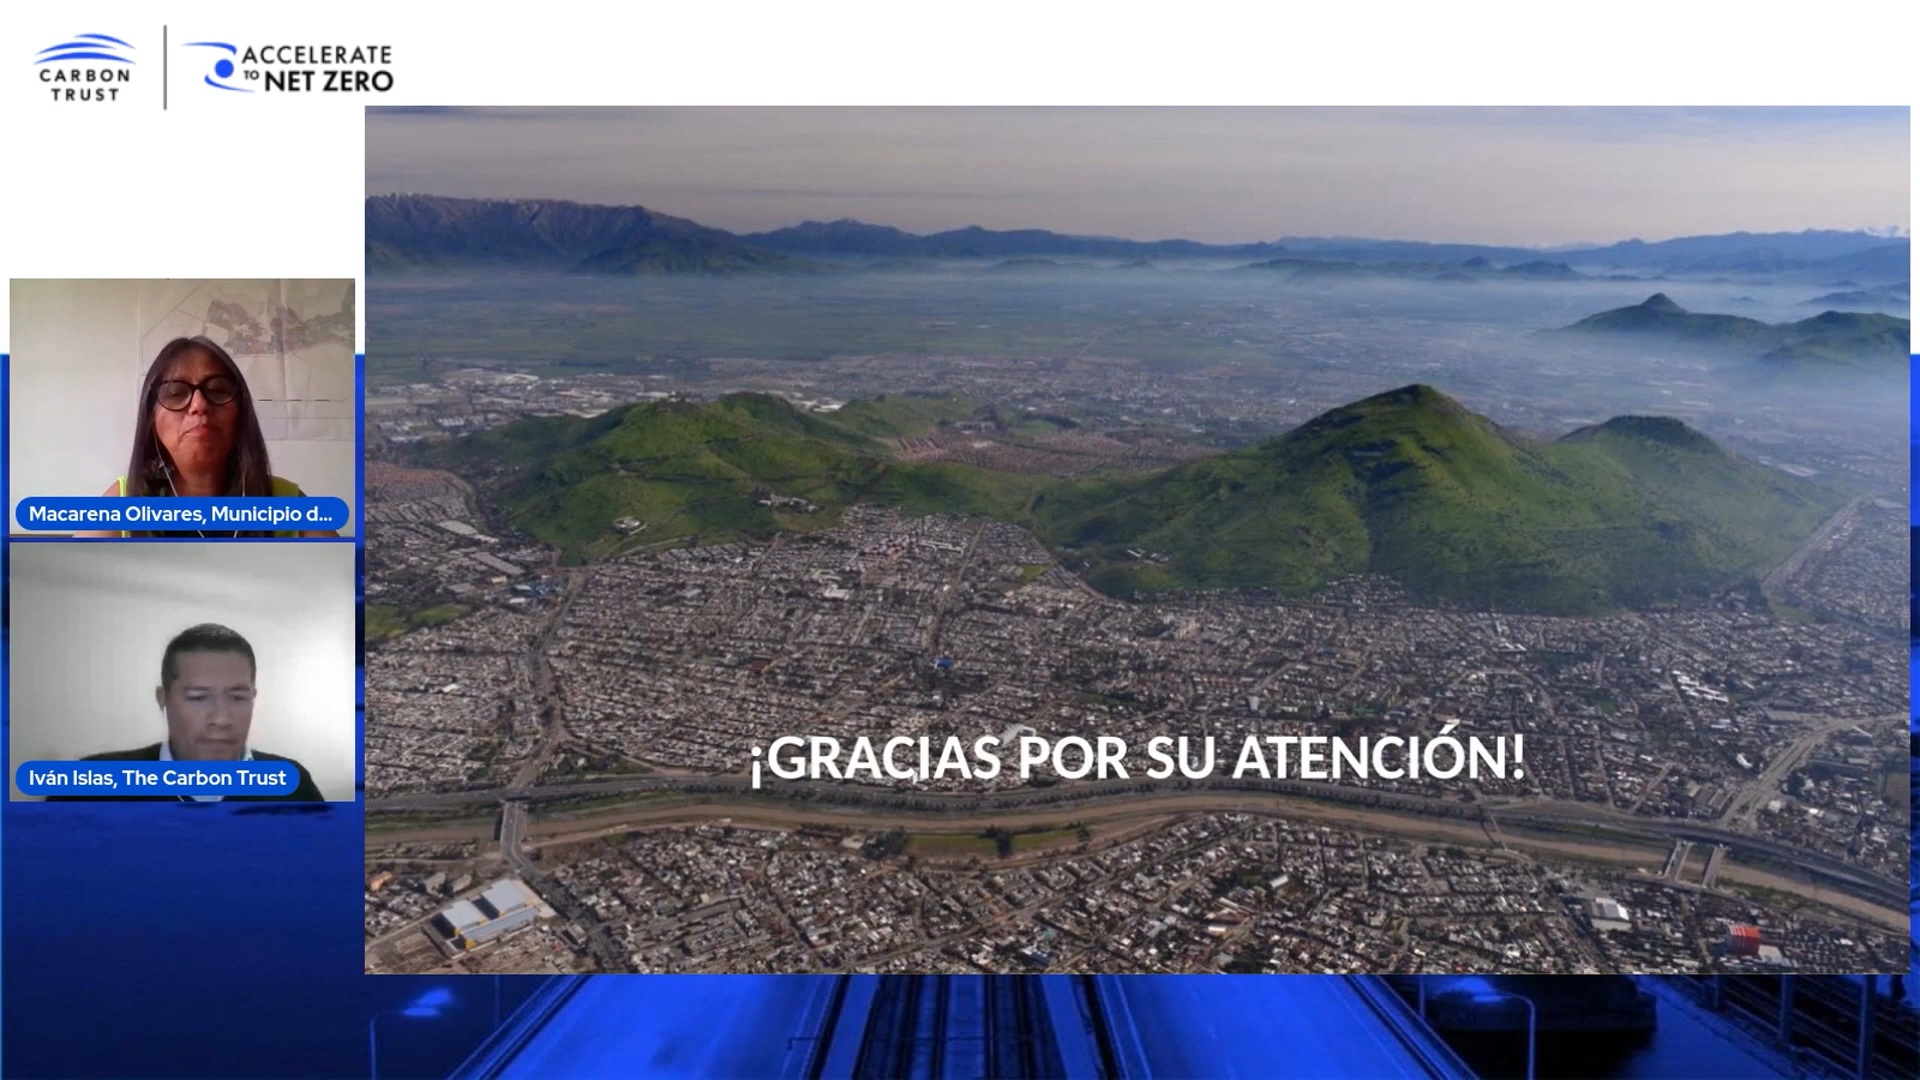 CARBON
TRUST
ACCELERATE
TO NET ZERO
Macarena Olivares, Municipio d...
Iván Islas, The Carbon Trust
¡GRACIAS POR SU ATENCIÓN!